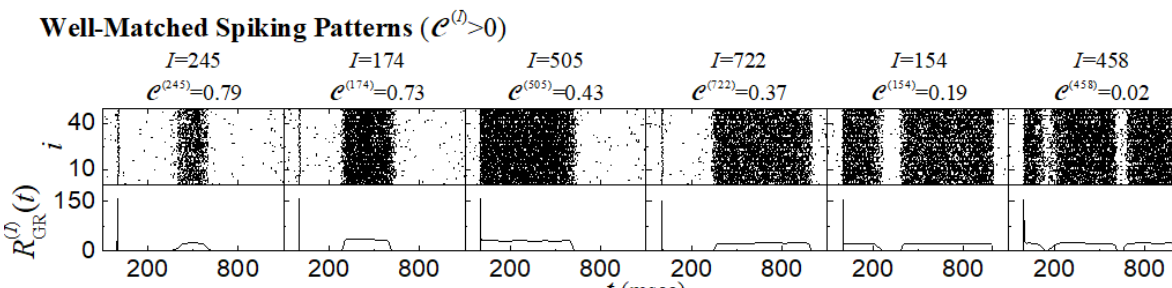 Well-Matched Spiking Patterns (𝒞^(I)>0)
I=245 I=174 I=505 I=722 I=154 I=458
𝒞^(245)=0.79 𝒞^(174)=0.73 𝒞^(505)=0.43 𝒞^(722)=0.37 𝒞^(154)=0.19 𝒞^(458)=0.02
40
i
10
150
R_GR^(I)(t)
0
200 800 200 800 200 800 200 800 200 800 200 800
t (msec)